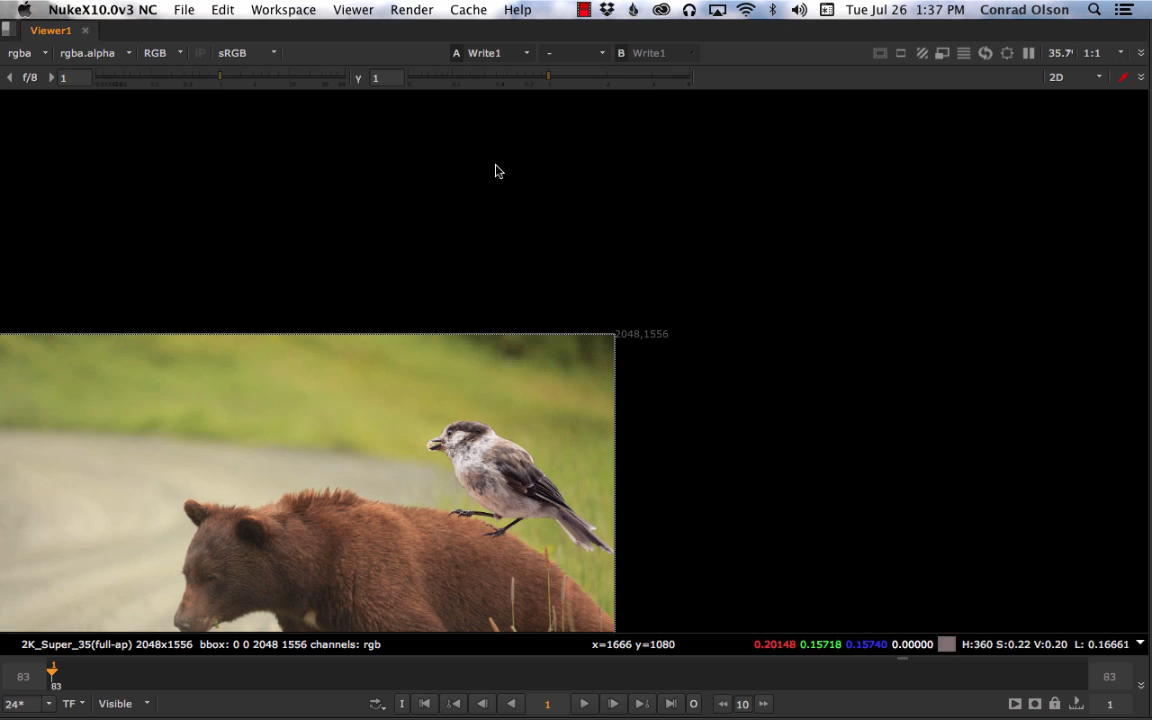 NukeX10.0v3 NC File Edit Workspace Viewer Render Cache Help Tue Jul 26 1:37 PM Conrad Olson
Viewer1
rgba rgba.alpha RGB IP sRGB A Write1 - B Write1 1:1
f/8 1 γ 1 2D
2048,1556
2K_Super_35(full-ap) 2048x1556 bbox: 0 0 2048 1556 channels: rgb x=1666 y=1080 0.20148 0.15718 0.15740 0.00000 H:360 S:0.22 V:0.20 L: 0.16661
83 1 83 83
24* TF Visible I 1 O 10 1